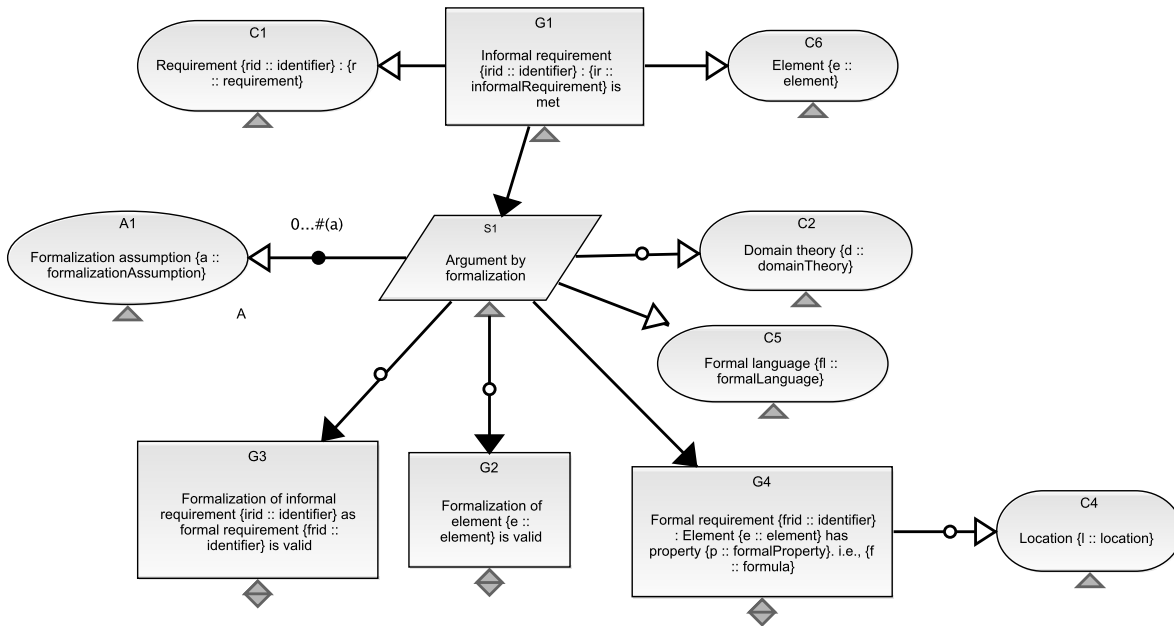 C1
Requirement {rid :: identifier} : {r
:: requirement}
G1
Informal requirement
{irid :: identifier} : {ir ::
informalRequirement} is
met
C6
Element {e ::
element}
A1
Formalization assumption {a ::
formalizationAssumption}
A
0...#(a)
S1
Argument by
formalization
C2
Domain theory {d ::
domainTheory}
C5
Formal language {fl ::
formalLanguage}
G3
Formalization of informal
requirement {irid :: identifier} as
formal requirement {frid ::
identifier} is valid
G2
Formalization of
element {e ::
element} is valid
G4
Formal requirement {frid :: identifier}
: Element {e :: element} has
property {p :: formalProperty}. i.e., {f
:: formula}
C4
Location {l :: location}